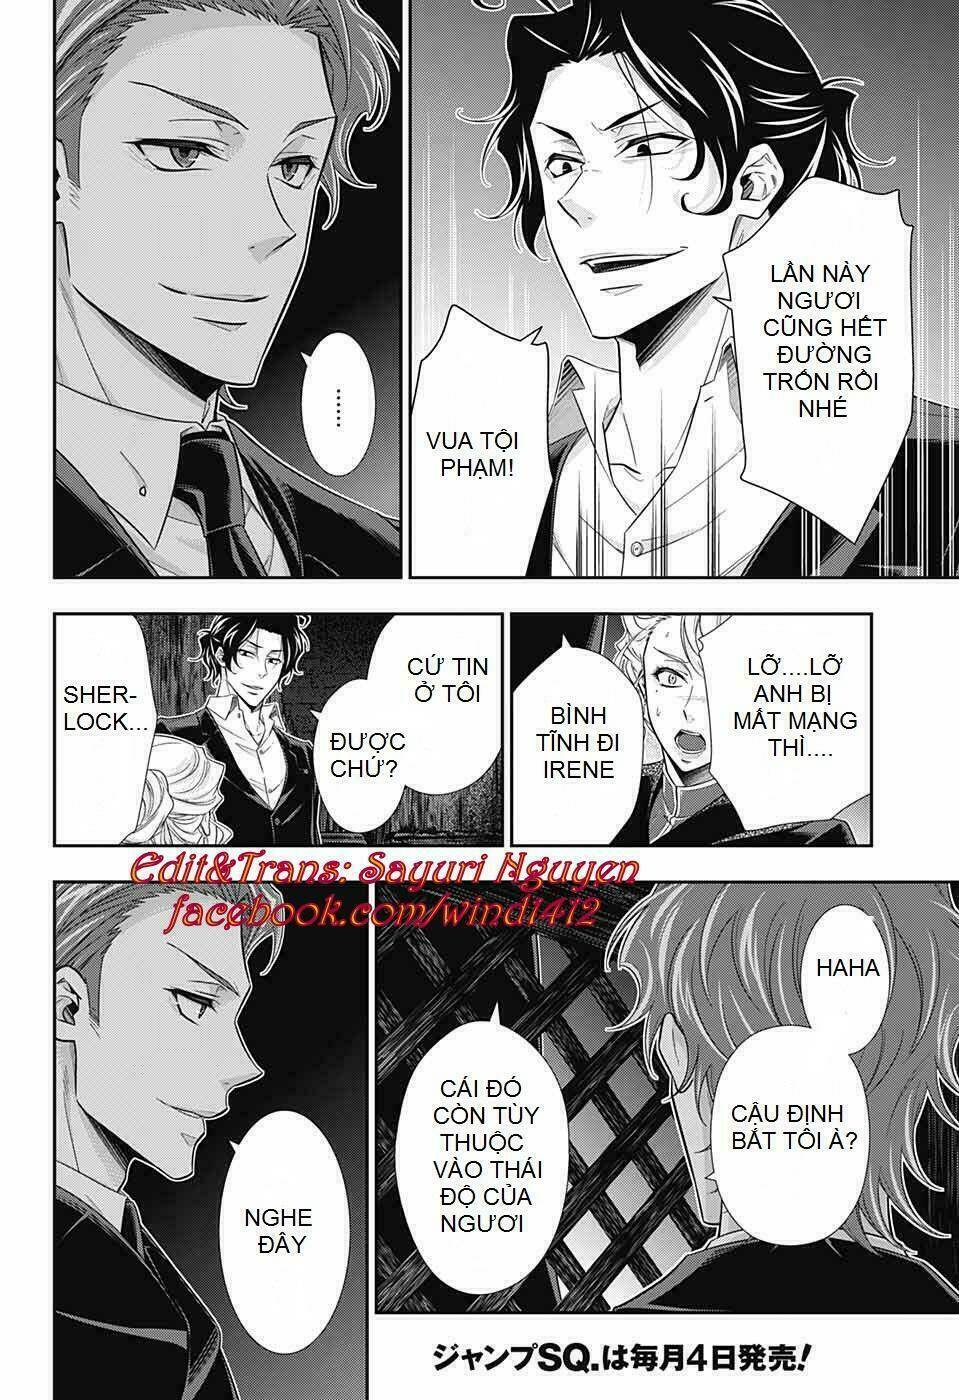 LẦN NÀY
NGƯƠI
CŨNG HẾT
ĐƯỜNG
TRỐN RỒI
NHÉ
VUA TỘI
PHẠM!
........
LỠ....LỠ
ANH BỊ
MẤT MẠNG
THÌ....
BÌNH
TĨNH ĐI
IRENE
CỨ TIN
Ở TÔI
ĐƯỢC
CHỨ?
SHER-
LOCK...
Edit&Trans: Sayuri Nguyen
facebook.com/wind1412
HAHA
CẬU ĐỊNH
BẮT TÔI À?
CÁI ĐÓ
CÒN TÙY
THUỘC
VÀO THÁI
ĐỘ CỦA
NGƯƠI
NGHE
ĐÂY
ジャンプSQ.は毎月4日発売!